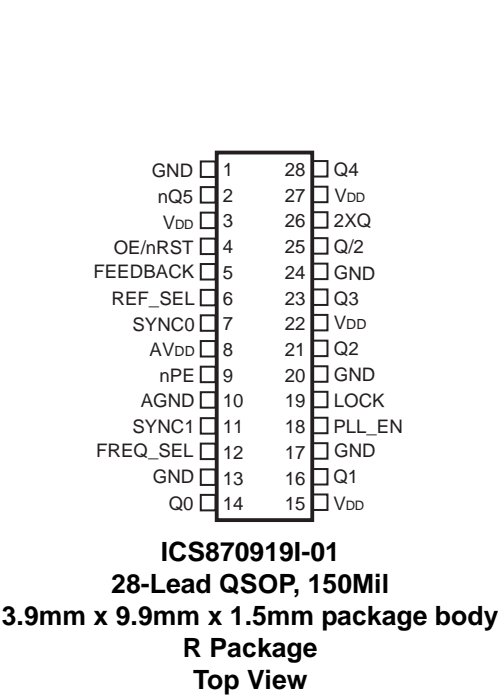 GND 1 28 Q4
nQ5 2 27 VDD
VDD 3 26 2XQ
OE/nRST 4 25 Q/2
FEEDBACK 5 24 GND
REF_SEL 6 23 Q3
SYNC0 7 22 VDD
AVDD 8 21 Q2
nPE 9 20 GND
AGND 10 19 LOCK
SYNC1 11 18 PLL_EN
FREQ_SEL 12 17 GND
GND 13 16 Q1
Q0 14 15 VDD
ICS870919I-01
28-Lead QSOP, 150Mil
3.9mm x 9.9mm x 1.5mm package body
R Package
Top View